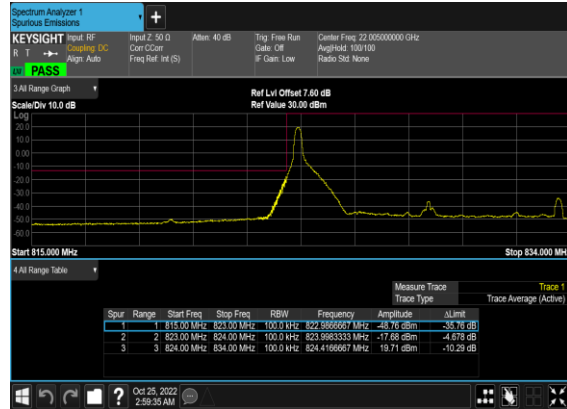 Spectrum Analyzer 1
Spurious Emissions
KEYSIGHT Input: RF Input Z: 50 Ω Atten: 40 dB Trig: Free Run Center Freq: 22.005000000 GHz
R T Coupling: DC Corr CCorr Gate: Off Avg|Hold: 100/100
Align: Auto Freq Ref: Int (S) IF Gain: Low Radio Std: None
PASS
3 All Range Graph
Ref Lvl Offset 7.60 dB
Scale/Div 10.0 dB Ref Value 30.00 dBm
Log
20.0
10.0
0.00
-10.0
-20.0
-30.0
-40.0
-50.0
-60.0
Start 815.000 MHz Stop 834.000 MH
4 All Range Table
Measure Trace Trace 1
Trace Type Trace Average (Active)
Spur Range Start Freq Stop Freq RBW Frequency Amplitude ΔLimit
1 1 815.00 MHz 823.00 MHz 100.0 kHz 822.9866667 MHz -48.76 dBm -35.76 dB
2 2 823.00 MHz 824.00 MHz 100.0 kHz 823.9983333 MHz -17.68 dBm -4.678 dB
3 3 824.00 MHz 834.00 MHz 100.0 kHz 824.4166667 MHz 19.71 dBm -10.29 dB
? Oct 25, 2022
2:59:35 AM